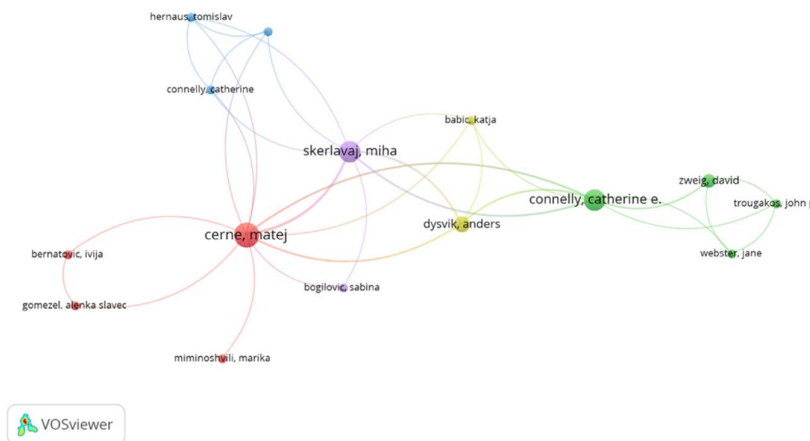 hernaus, tomislav
connelly, catherine
babic, katja
skerlavaj, miha
zweig, david
connelly, catherine e.
trougakos, john p
dysvik, anders
cerne, matej
webster, jane
bernatovic, ivija
bogilovic, sabina
gomezel, alenka slavec
miminoshvili, marika
VOSviewer